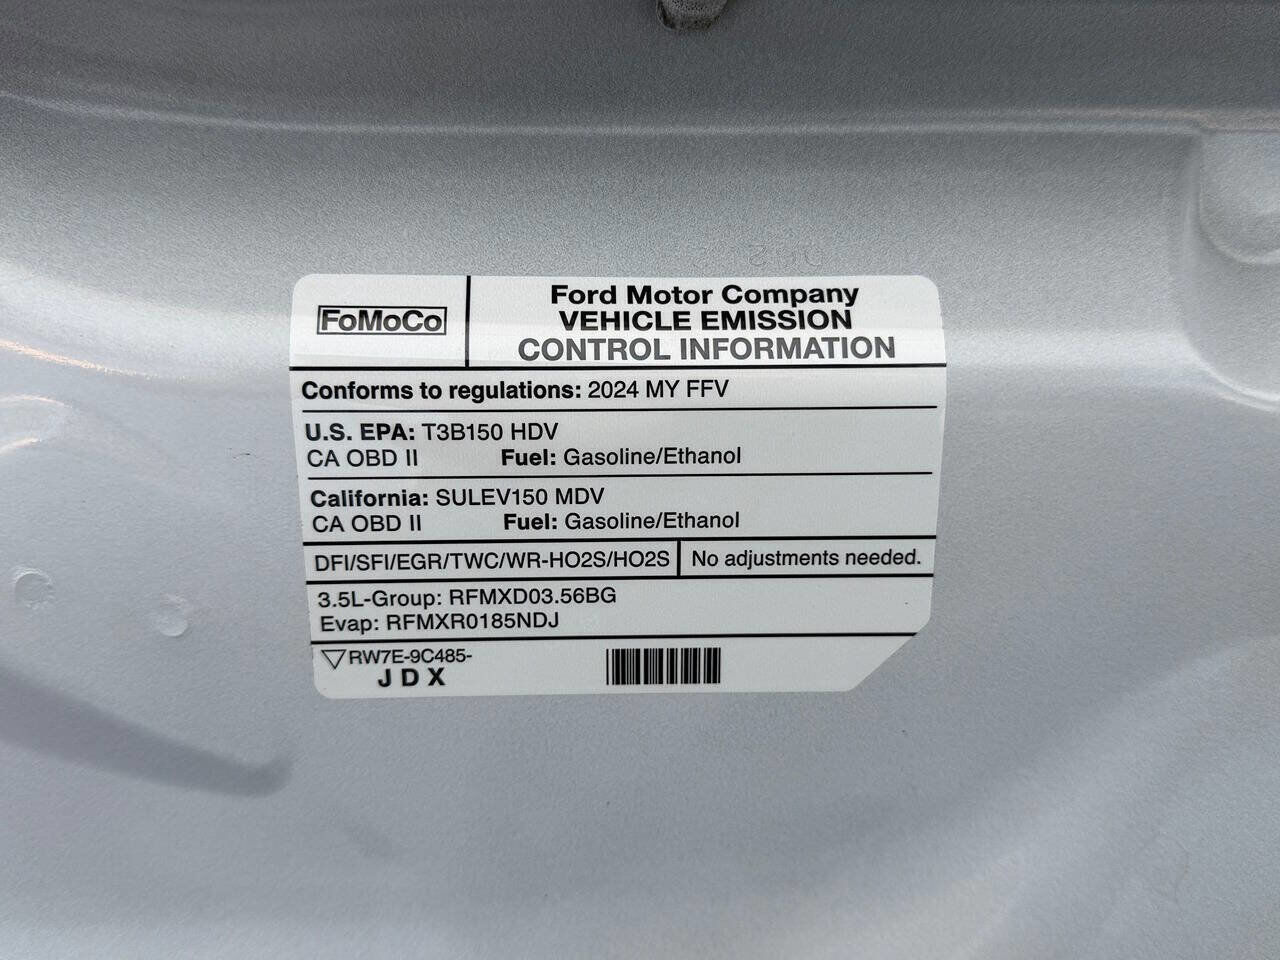 FoMoCo
Ford Motor Company
VEHICLE EMISSION
CONTROL INFORMATION
Conforms to regulations: 2024 MY FFV
U.S. EPA: T3B150 HDV
CA OBD II Fuel: Gasoline/Ethanol
California: SULEV150 MDV
CA OBD II Fuel: Gasoline/Ethanol
DFI/SFI/EGR/TWC/WR-HO2S/HO2S No adjustments needed.
3.5L-Group: RFMXD03.56BG
Evap: RFMXR0185NDJ
RW7E-9C485-
JDX